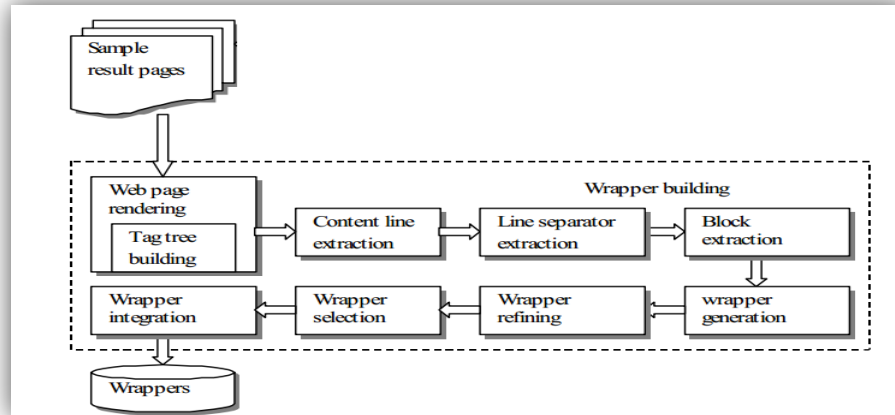 Sample
result pages
Wrapper building
Web page
rendering
Tag tree
building
Content line
extraction
Line separator
extraction
Block
extraction
Wrapper
integration
Wrapper
selection
Wrapper
refining
wrapper
generation
Wrappers